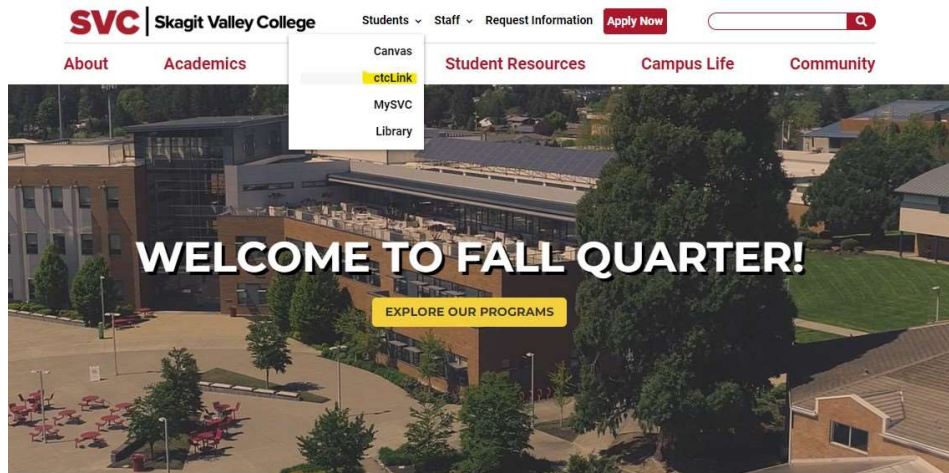 SVC Skagit Valley College
Students Staff Request Information Apply Now
Canvas
ctcLink
MySVC
Library
About Academics Student Resources Campus Life Community
WELCOME TO FALL QUARTER!
EXPLORE OUR PROGRAMS